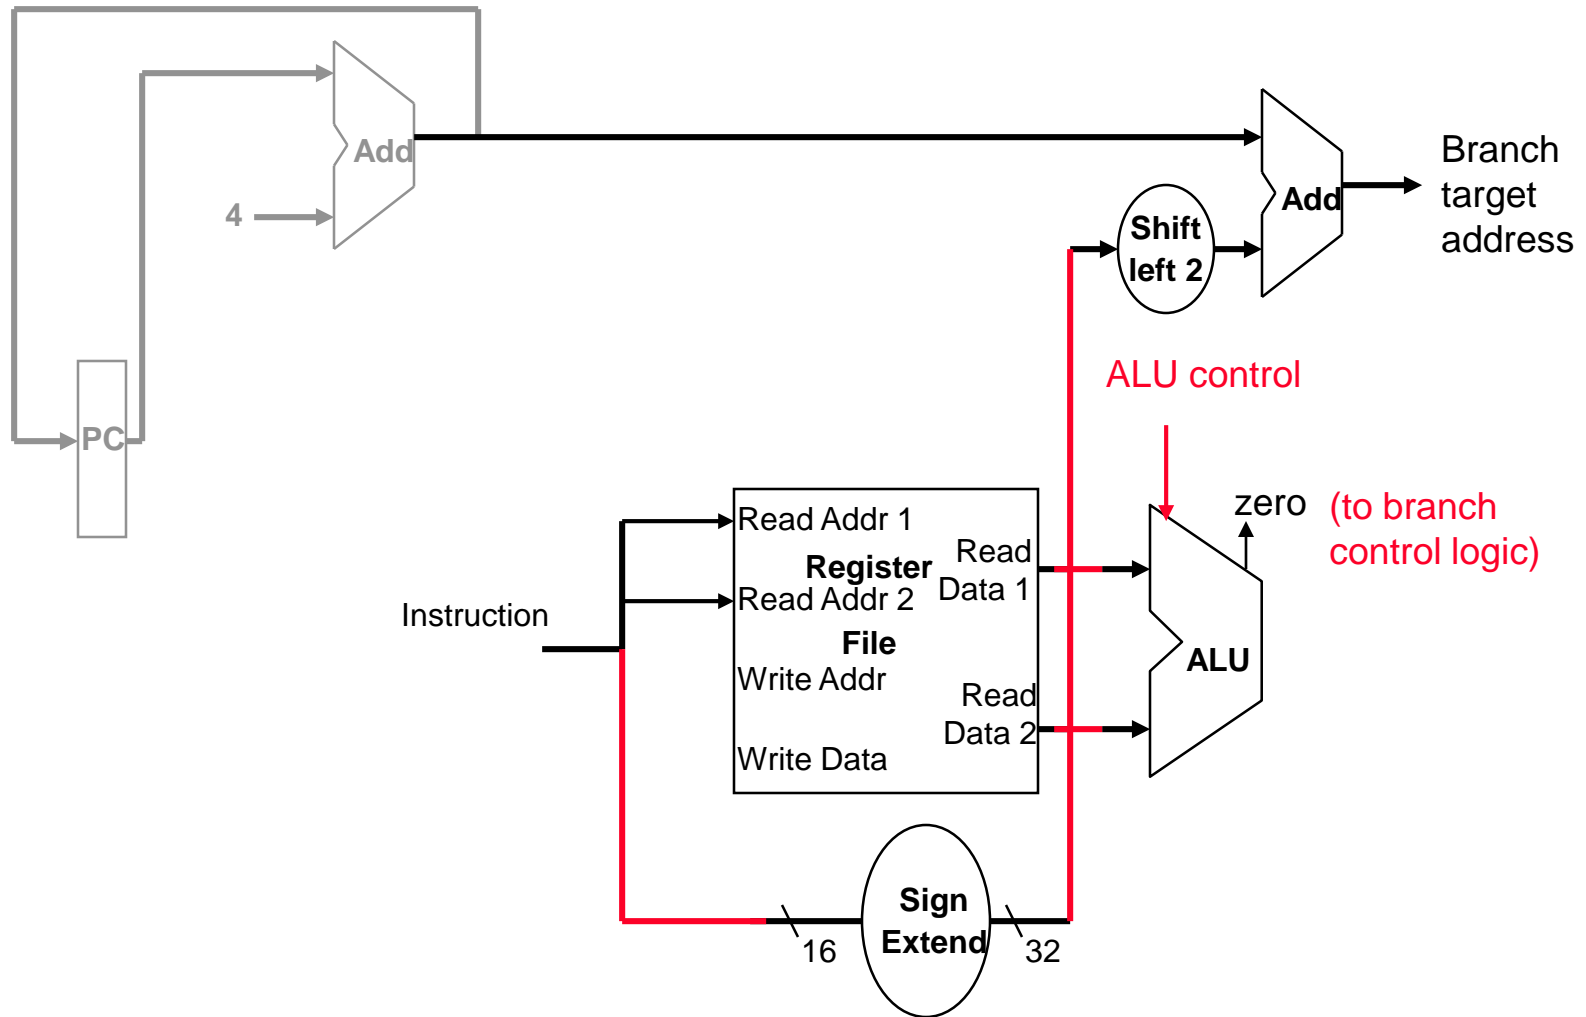 Add
4
PC
Add
Branch
target
address
Shift
left 2
ALU control
zero
(to branch
control logic)
Instruction
Read Addr 1
Register
Read Addr 2
File
Write Addr
Write Data
Read
Data 1
Read
Data 2
ALU
Sign
Extend
16
32